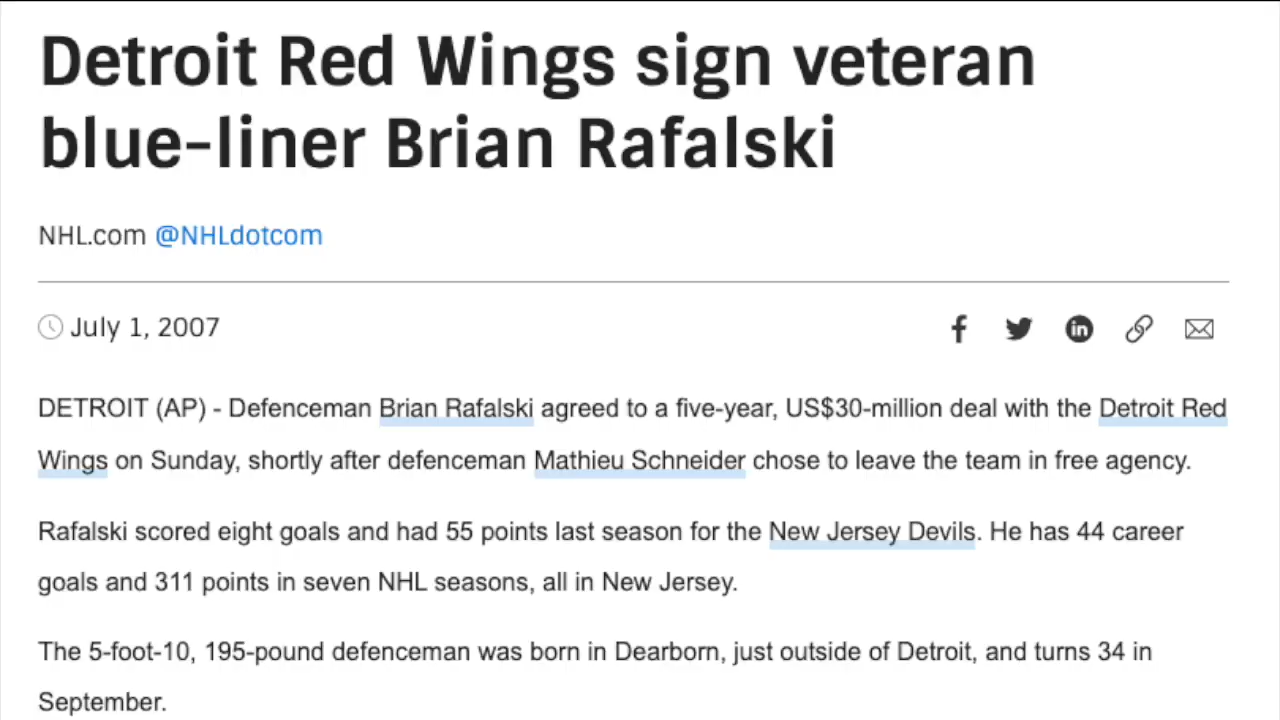 Detroit Red Wings sign veteran
blue-liner Brian Rafalski
NHL.com @NHLdotcom
July 1, 2007
DETROIT (AP) - Defenceman Brian Rafalski agreed to a five-year, US$30-million deal with the Detroit Red
Wings on Sunday, shortly after defenceman Mathieu Schneider chose to leave the team in free agency.
Rafalski scored eight goals and had 55 points last season for the New Jersey Devils. He has 44 career
goals and 311 points in seven NHL seasons, all in New Jersey.
The 5-foot-10, 195-pound defenceman was born in Dearborn, just outside of Detroit, and turns 34 in
September.